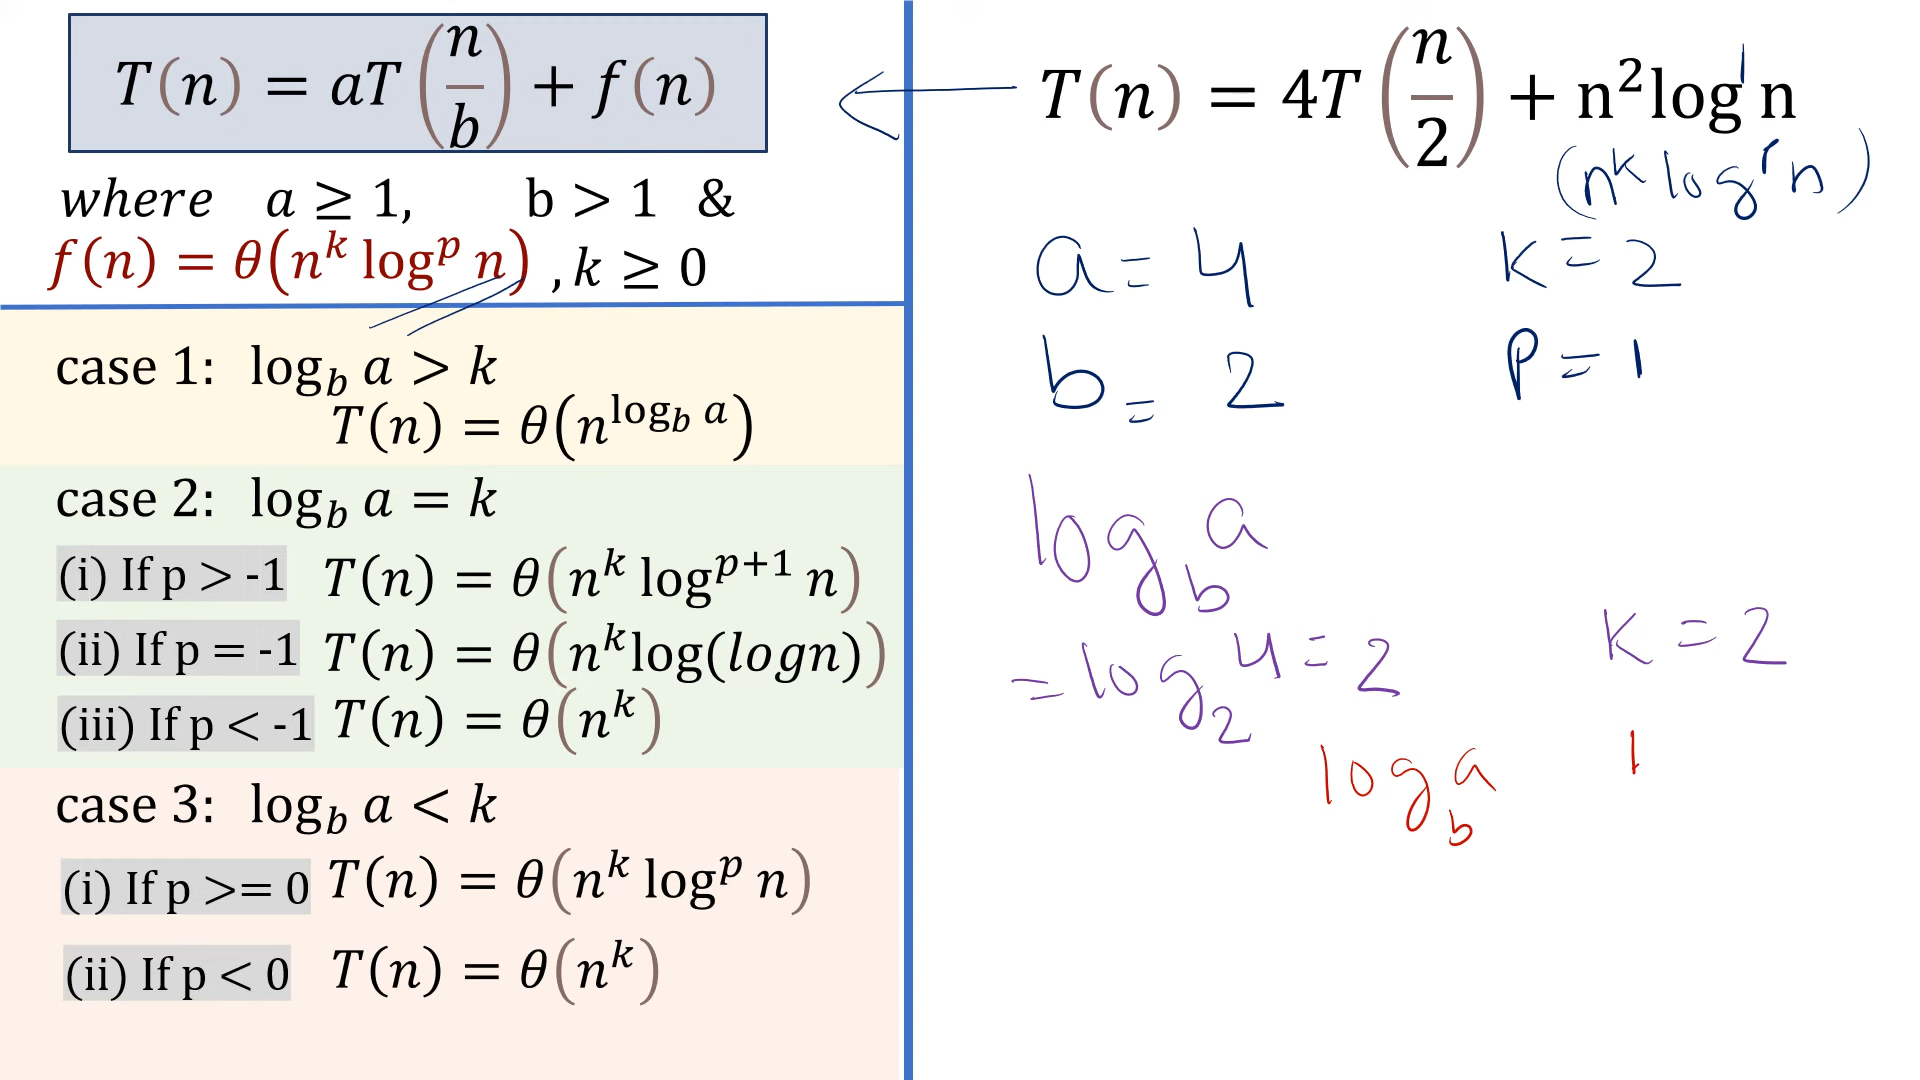 T(n) = aT(n/b) + f(n)
where a ≥ 1, b > 1 &
f(n) = θ(n^k log^p n) , k ≥ 0
case 1: log_b a > k
T(n) = θ(n^(log_b a))
case 2: log_b a = k
(i) If p > -1 T(n) = θ(n^k log^(p+1) n)
(ii) If p = -1 T(n) = θ(n^k log(logn))
(iii) If p < -1 T(n) = θ(n^k)
case 3: log_b a < k
(i) If p >= 0 T(n) = θ(n^k log^p n)
(ii) If p < 0 T(n) = θ(n^k)
T(n) = 4T(n/2) + n² log¹ n
(n^k log^p n)
a = 4 k = 2
b = 2 P = 1
log_b a
= log_2 4 = 2 k = 2
log_b a